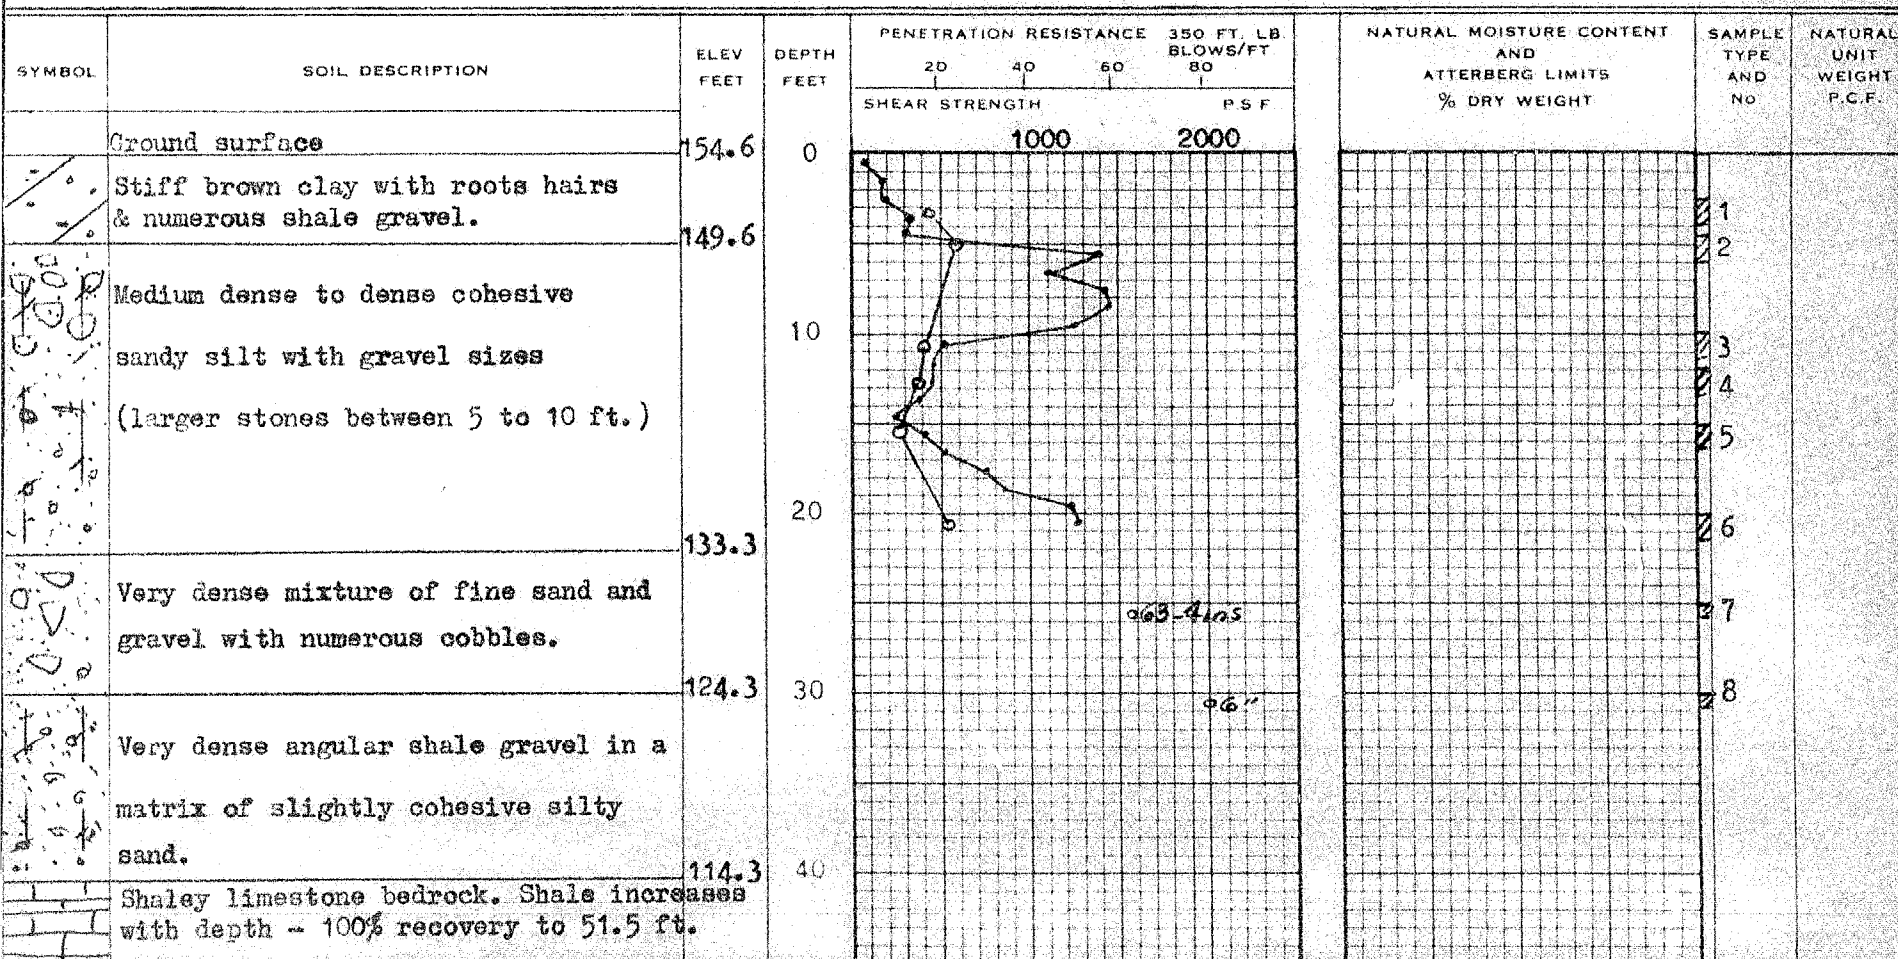 SYMBOL
SOIL DESCRIPTION
ELEV
FEET
DEPTH
FEET
PENETRATION RESISTANCE 350 FT. LB.
BLOWS/FT
20 40 60 80
SHEAR STRENGTH P.S.F.
1000 2000
NATURAL MOISTURE CONTENT
AND
ATTERBERG LIMITS
% DRY WEIGHT
SAMPLE
TYPE
AND
No
NATURAL
UNIT
WEIGHT
P.C.F.
Ground surface
154.6
0
Stiff brown clay with roots hairs
& numerous shale gravel.
149.6
1
2
Medium dense to dense cohesive
sandy silt with gravel sizes
(larger stones between 5 to 10 ft.)
10
3
4
5
20
6
133.3
Very dense mixture of fine sand and
gravel with numerous cobbles.
63-4ins
7
124.3
30
6"
8
Very dense angular shale gravel in a
matrix of slightly cohesive silty
sand.
114.3
40
Shaley limestone bedrock. Shale increases
with depth - 100% recovery to 51.5 ft.